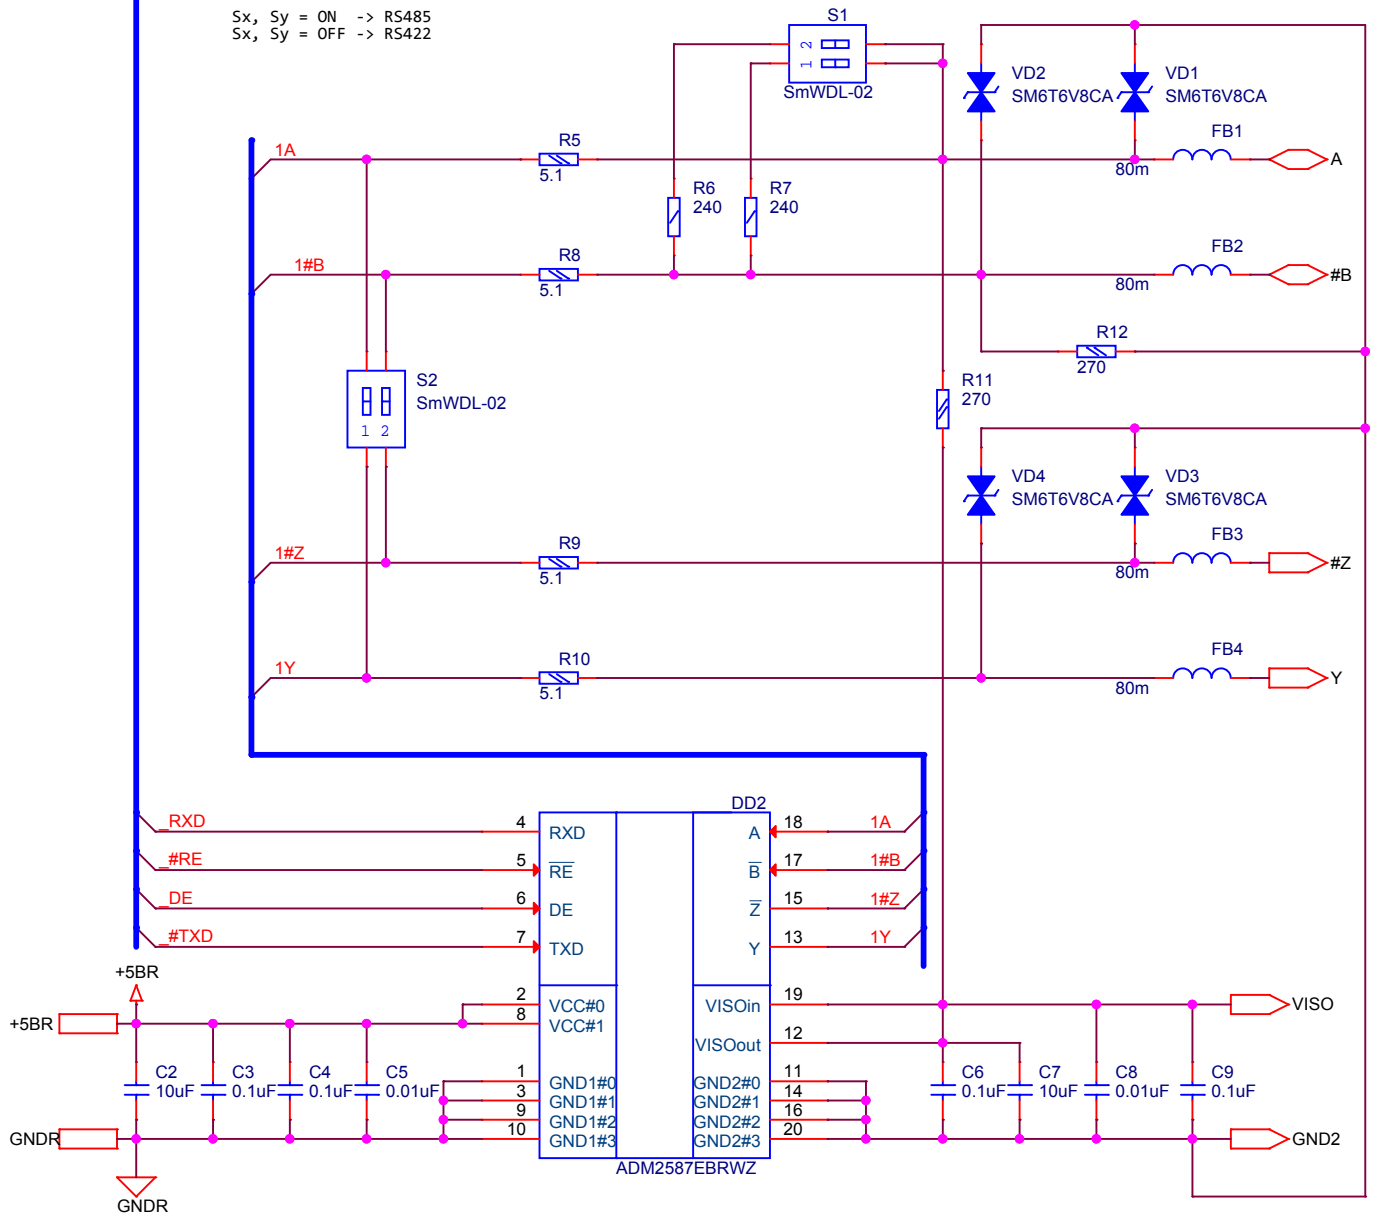 Sx, Sy = ON -> RS485
Sx, Sy = OFF -> RS422
S1
2
1
SmWDL-02
VD2
SM6T6V8CA
VD1
SM6T6V8CA
1A
R5
5.1
FB1
80m
A
R6
240
R7
240
1#B
R8
5.1
FB2
80m
#B
R12
270
S2
SmWDL-02
1 2
R11
270
VD4
SM6T6V8CA
VD3
SM6T6V8CA
1#Z
R9
5.1
FB3
80m
#Z
1Y
R10
5.1
FB4
80m
Y
DD2
_RXD
4
RXD
A
18
1A
_#RE
5
RE
B
17
1#B
_DE
6
DE
Z
15
1#Z
_#TXD
7
TXD
Y
13
1Y
+5BR
+5BR
2
VCC#0
8
VCC#1
VISOin
19
VISO
VISOout
12
C2
10uF
C3
0.1uF
C4
0.1uF
C5
0.01uF
1
GND1#0
3
GND1#1
9
GND1#2
10
GND1#3
GND2#0
11
GND2#1
14
GND2#2
16
GND2#3
20
C6
0.1uF
C7
10uF
C8
0.01uF
C9
0.1uF
GNDR
GND2
ADM2587EBRWZ
GNDR